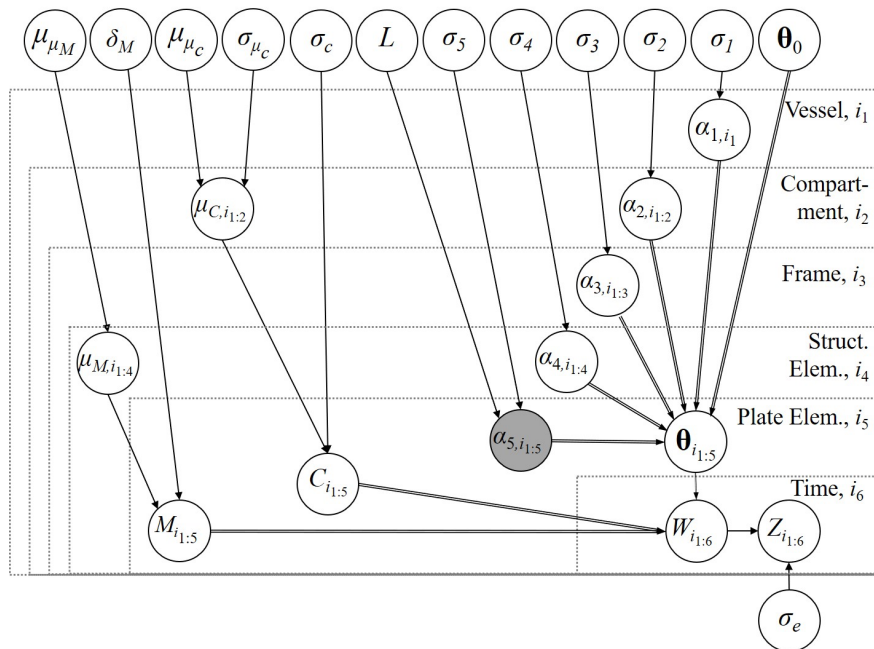 μ_{μ_M} δ_M μ_{μ_c} σ_{μ_c} σ_c L σ_5 σ_4 σ_3 σ_2 σ_1 θ_0
Vessel, i_1
α_{1,i_1}
Compart-
ment, i_2
μ_{C,i_{1:2}} α_{2,i_{1:2}}
Frame, i_3
α_{3,i_{1:3}}
Struct.
Elem., i_4
μ_{M,i_{1:4}} α_{4,i_{1:4}}
Plate Elem., i_5
α_{5,i_{1:5}} θ_{i_{1:5}}
C_{i_{1:5}}
Time, i_6
M_{i_{1:5}} W_{i_{1:6}} Z_{i_{1:6}}
σ_e